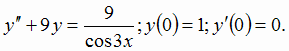 y″ + 9y = 9/cos3x ; y(0) = 1; y′(0) = 0.